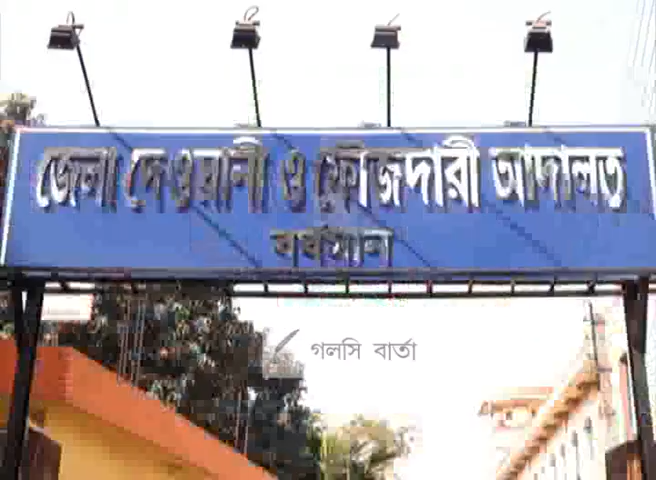 জেলা দেওয়ানী ও ফৌজদারী আদালত
বর্ধমান
গলসি বার্তা